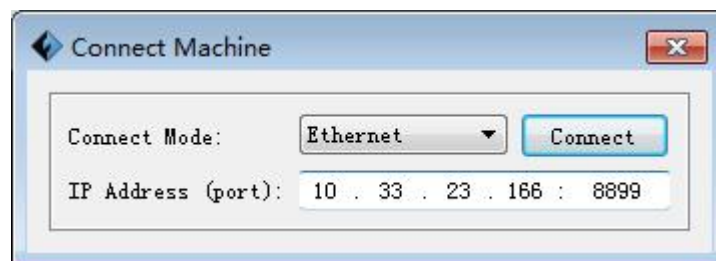 Connect Machine
Connect Mode: Ethernet Connect
IP Address (port): 10 . 33 . 23 . 166 : 8899